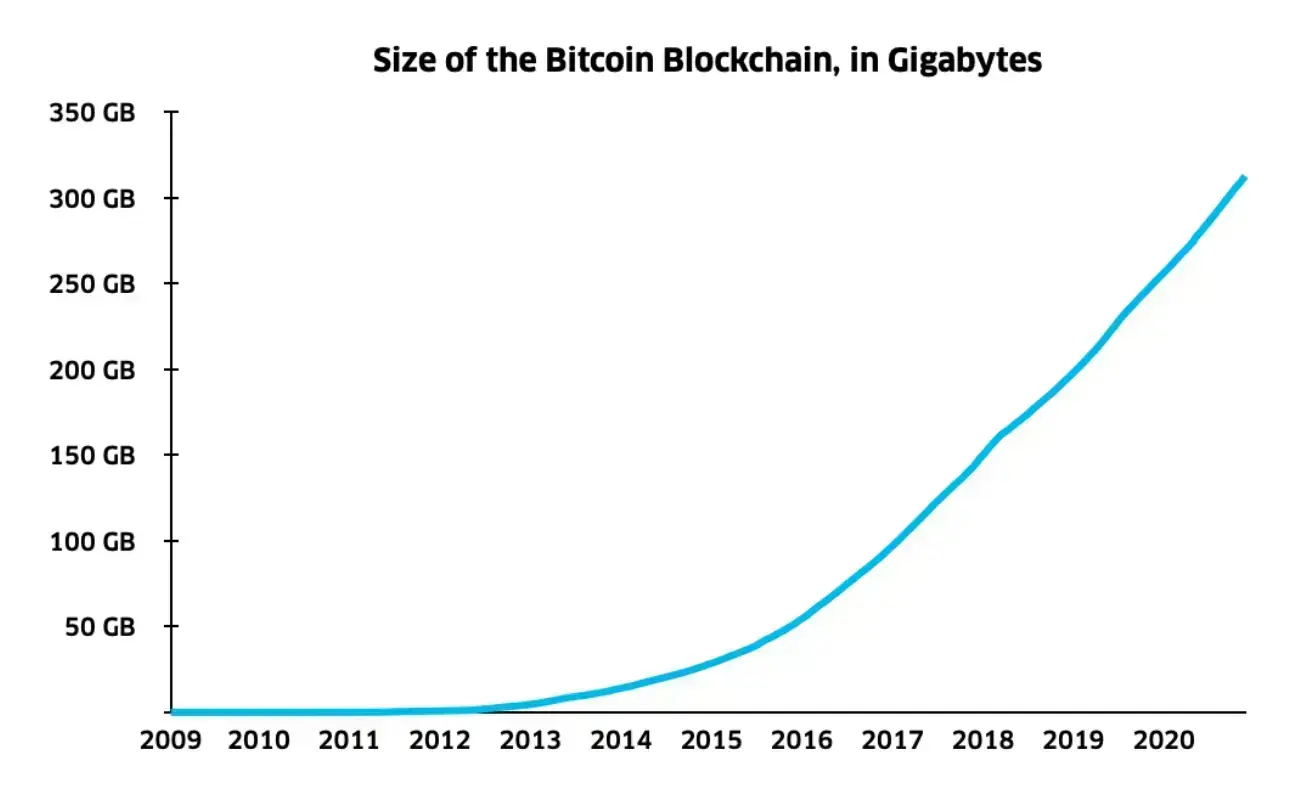 Size of the Bitcoin Blockchain, in Gigabytes
350 GB
300 GB
250 GB
200 GB
150 GB
100 GB
50 GB
2009 2010 2011 2012 2013 2014 2015 2016 2017 2018 2019 2020